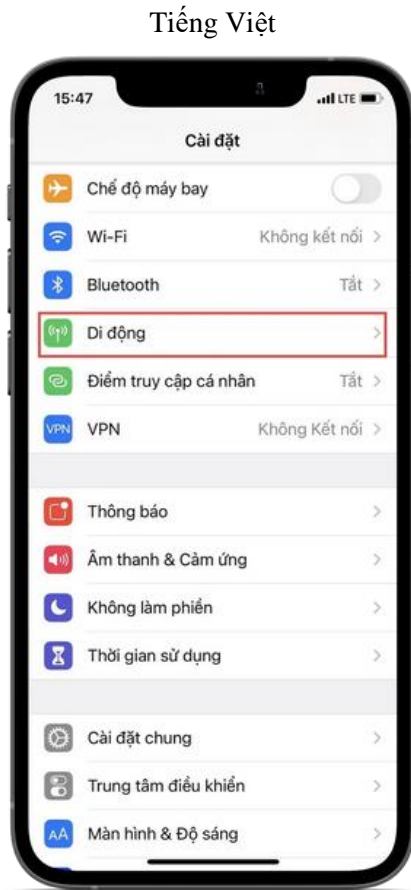 Tiếng Việt
15:47
LTE
Cài đặt
Chế độ máy bay
Wi-Fi Không kết nối
Bluetooth Tắt
Di động
Điểm truy cập cá nhân Tắt
VPN VPN Không Kết nối
Thông báo
Âm thanh & Cảm ứng
Không làm phiền
Thời gian sử dụng
Cài đặt chung
Trung tâm điều khiển
AA Màn hình & Độ sáng